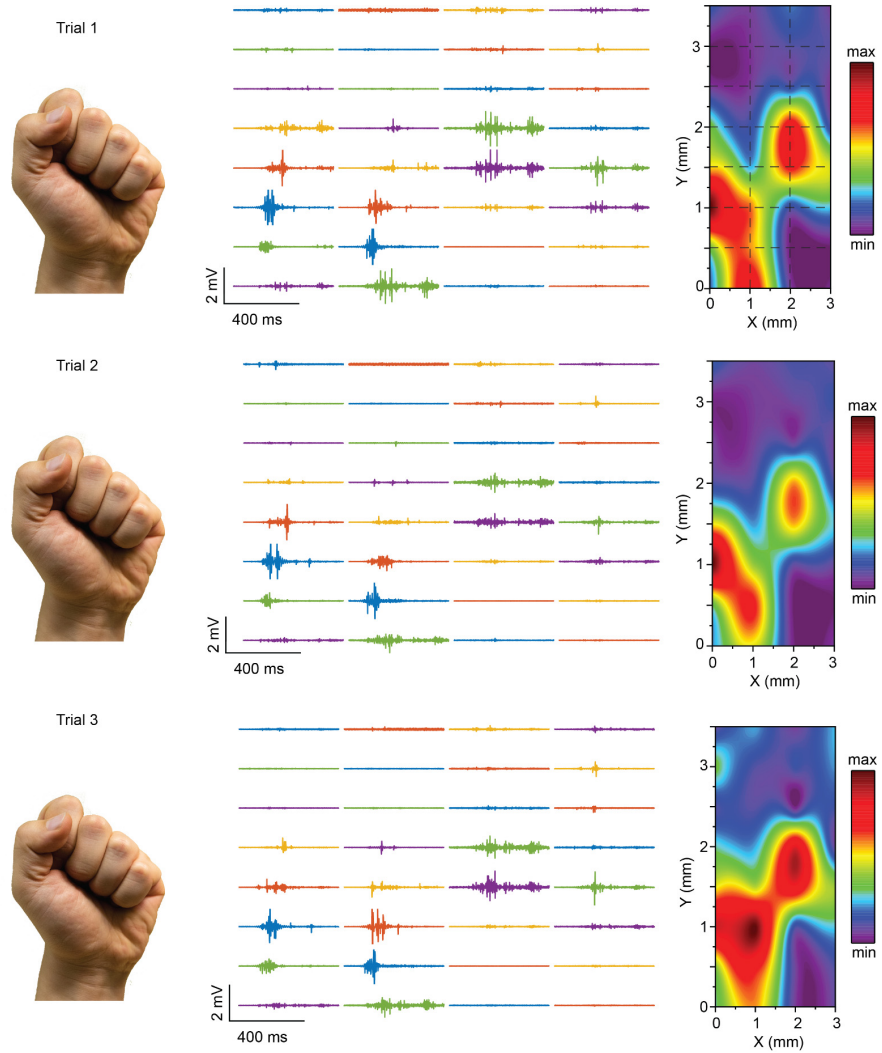 Trial 1
2 mV
400 ms
Y (mm)
3
2
1
0
0 1 2 3
X (mm)
max
min
Trial 2
2 mV
400 ms
Y (mm)
3
2
1
0
0 1 2 3
X (mm)
max
min
Trial 3
2 mV
400 ms
Y (mm)
3
2
1
0
0 1 2 3
X (mm)
max
min